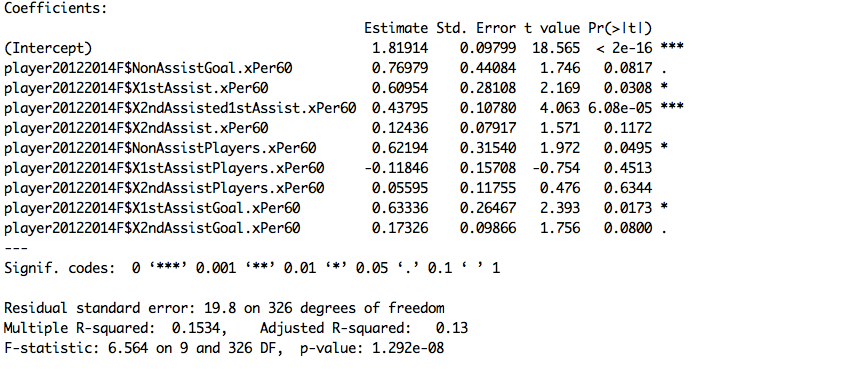 Coefficients:
Estimate Std. Error t value Pr(>|t|)
(Intercept) 1.81914 0.09799 18.565 < 2e-16 ***
player20122014F$NonAssistGoal.xPer60 0.76979 0.44084 1.746 0.0817 .
player20122014F$X1stAssist.xPer60 0.60954 0.28108 2.169 0.0308 *
player20122014F$X2ndAssisted1stAssist.xPer60 0.43795 0.10780 4.063 6.08e-05 ***
player20122014F$X2ndAssist.xPer60 0.12436 0.07917 1.571 0.1172
player20122014F$NonAssistPlayers.xPer60 0.62194 0.31540 1.972 0.0495 *
player20122014F$X1stAssistPlayers.xPer60 -0.11846 0.15708 -0.754 0.4513
player20122014F$X2ndAssistPlayers.xPer60 0.05595 0.11755 0.476 0.6344
player20122014F$X1stAssistGoal.xPer60 0.63336 0.26467 2.393 0.0173 *
player20122014F$X2ndAssistGoal.xPer60 0.17326 0.09866 1.756 0.0800 .
---
Signif. codes: 0 ‘***’ 0.001 ‘**’ 0.01 ‘*’ 0.05 ‘.’ 0.1 ‘ ’ 1
Residual standard error: 19.8 on 326 degrees of freedom
Multiple R-squared: 0.1534, Adjusted R-squared: 0.13
F-statistic: 6.564 on 9 and 326 DF, p-value: 1.292e-08